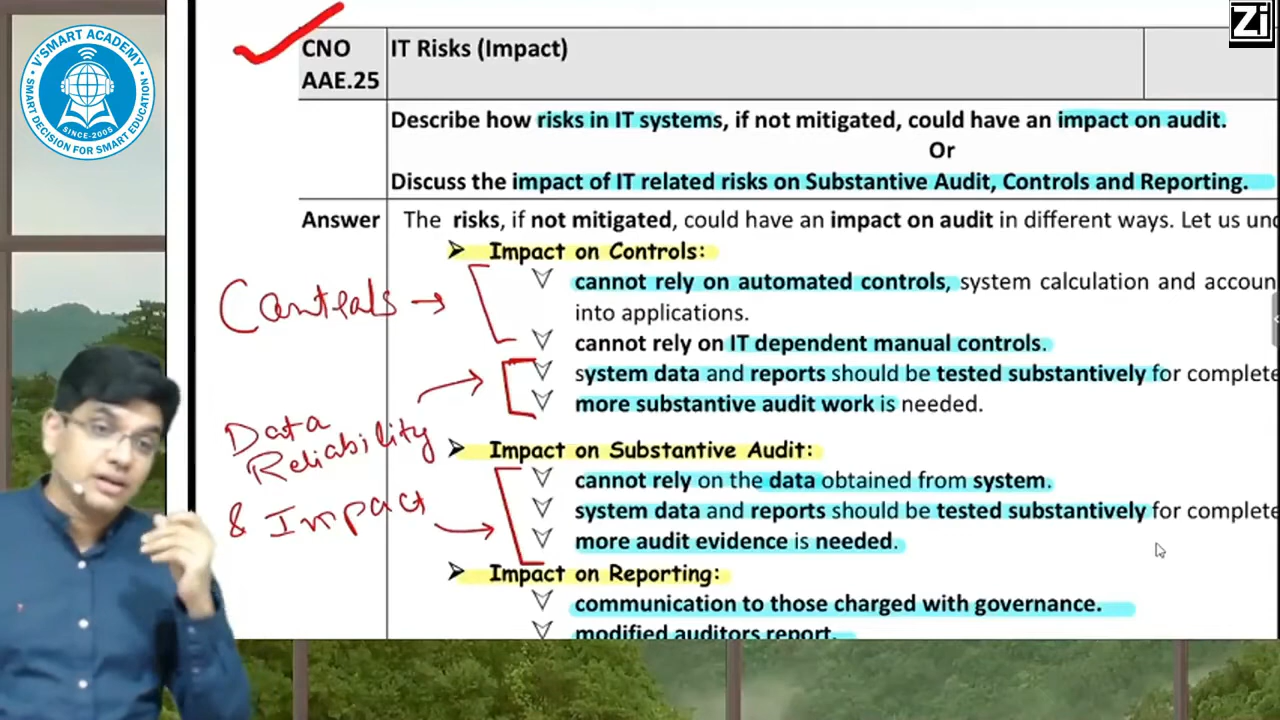 V'SMART ACADEMY
SMART DECISION FOR SMART EDUCATION
SINCE-2005
Zi
CNO
AAE.25
IT Risks (Impact)
Describe how risks in IT systems, if not mitigated, could have an impact on audit.
Or
Discuss the impact of IT related risks on Substantive Audit, Controls and Reporting.
Answer
The risks, if not mitigated, could have an impact on audit in different ways. Let us
Impact on Controls:
cannot rely on automated controls, system calculation and
into applications.
cannot rely on IT dependent manual controls.
system data and reports should be tested substantively for
more substantive audit work is needed.
Impact on Substantive Audit:
cannot rely on the data obtained from system.
system data and reports should be tested substantively for
more audit evidence is needed.
Impact on Reporting:
communication to those charged with governance.
modified auditors report.
Controls
Data
Reliability
& Impact